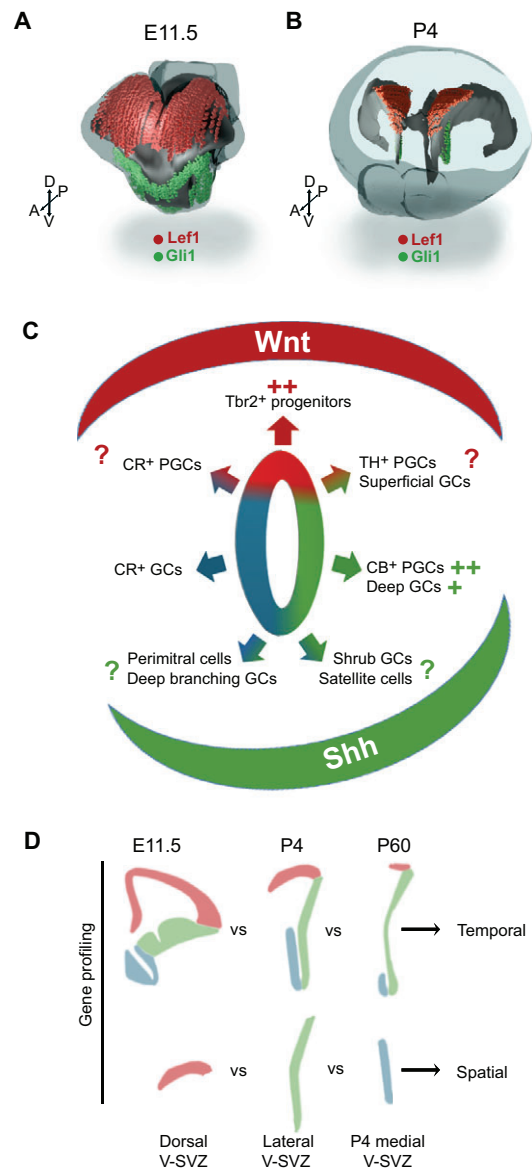 A
E11.5
B
P4
D
P
A
V
D
P
A
V
Lef1
Gli1
Lef1
Gli1
C
Wnt
++
Tbr2+ progenitors
?
CR+ PGCs
TH+ PGCs
Superficial GCs
?
CR+ GCs
CB+ PGCs ++
Deep GCs +
?
Perimitral cells
Deep branching GCs
Shrub GCs
Satellite cells
?
Shh
D
E11.5
P4
P60
Gene profiling
vs
vs
Temporal
vs
vs
Spatial
Dorsal
V-SVZ
Lateral
V-SVZ
P4 medial
V-SVZ